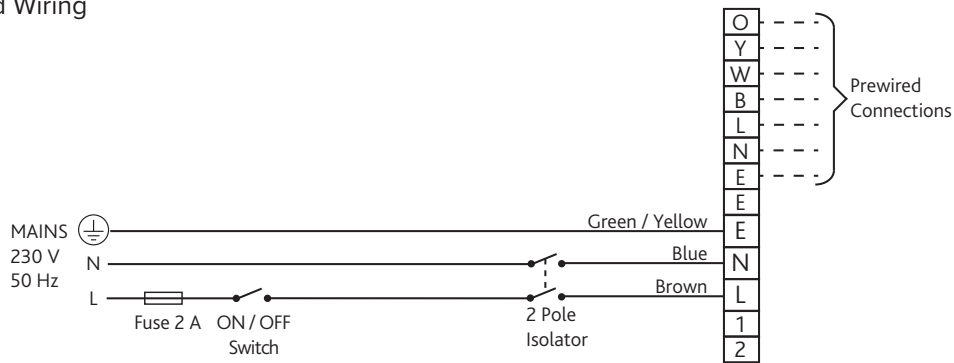 Wiring
O
Y
W
B
L
N
E
E
E
N
L
1
2
Prewired
Connections
Green / Yellow
Blue
Brown
MAINS
230 V
50 Hz
N
L
Fuse 2 A
ON / OFF
Switch
2 Pole
Isolator